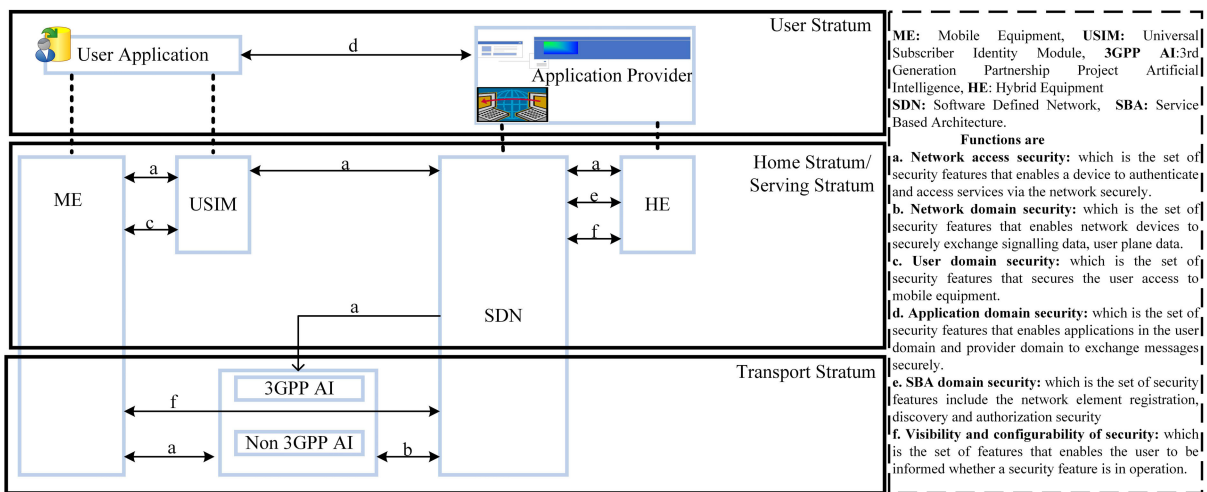 User Stratum
User Application
d
Application Provider
Home Stratum/
Serving Stratum
ME
a
USIM
a
SDN
a
HE
c
e
f
a
Transport Stratum
3GPP AI
f
Non 3GPP AI
a
b
ME: Mobile Equipment, USIM: Universal
Subscriber Identity Module, 3GPP AI:3rd
Generation Partnership Project Artificial
Intelligence, HE: Hybrid Equipment
SDN: Software Defined Network, SBA: Service
Based Architecture.
Functions are
a. Network access security: which is the set of
security features that enables a device to authenticate
and access services via the network securely.
b. Network domain security: which is the set of
security features that enables network devices to
securely exchange signalling data, user plane data.
c. User domain security: which is the set of
security features that secures the user access to
mobile equipment.
d. Application domain security: which is the set of
security features that enables applications in the user
domain and provider domain to exchange messages
securely.
e. SBA domain security: which is the set of security
features include the network element registration,
discovery and authorization security
f. Visibility and configurability of security: which
is the set of features that enables the user to be
informed whether a security feature is in operation.